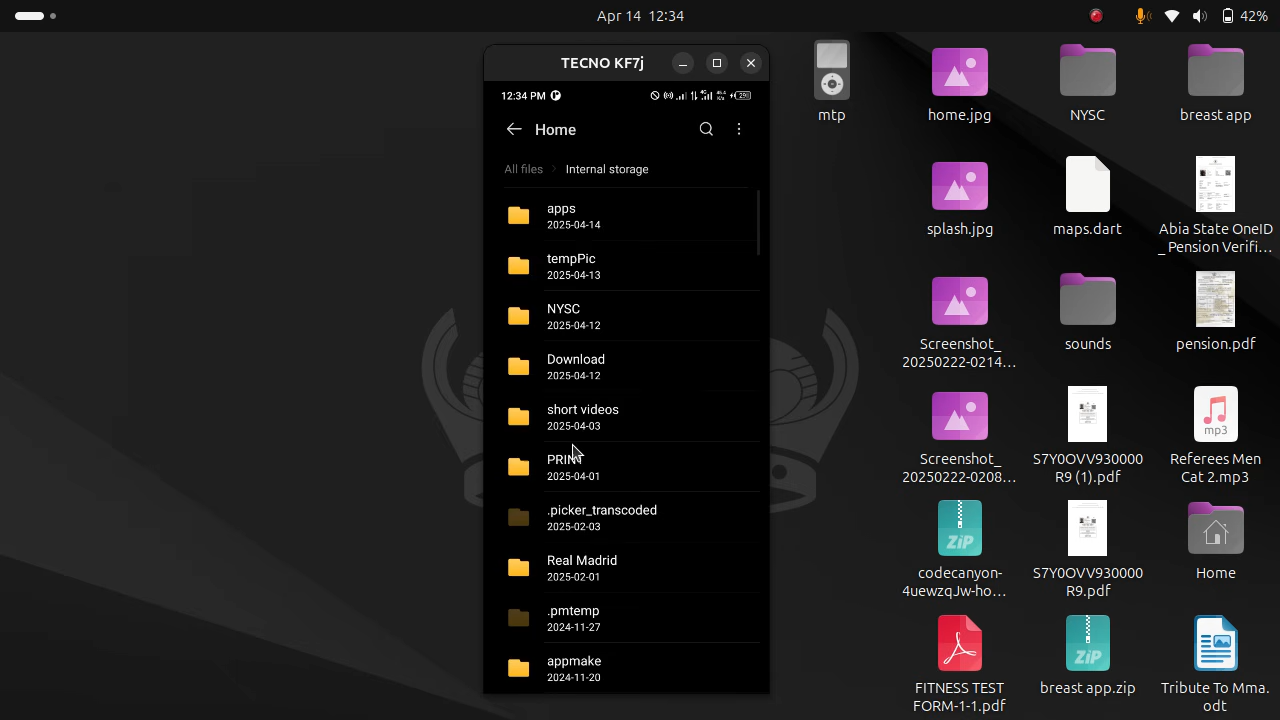 Apr 14 12:34
42%
TECNO KF7j
12:34 PM
Home
All files
Internal storage
apps
2025-04-14
tempPic
2025-04-13
NYSC
2025-04-12
Download
2025-04-12
short videos
2025-04-03
PRINT
2025-04-01
.picker_transcoded
2025-02-03
Real Madrid
2025-02-01
.pmtemp
2024-11-27
appmake
2024-11-20
mtp
home.jpg
NYSC
breast app
splash.jpg
maps.dart
Abia State OneID
_ Pension Verifi...
Screenshot_
20250222-0214...
sounds
pension.pdf
Screenshot_
20250222-0208...
S7Y0OVV930000
R9 (1).pdf
mp3
Referees Men
Cat 2.mp3
ZIP
codecanyon-
4uewzqJw-ho...
S7Y0OVV930000
R9.pdf
Home
FITNESS TEST
FORM-1-1.pdf
ZIP
breast app.zip
Tribute To Mma.
odt